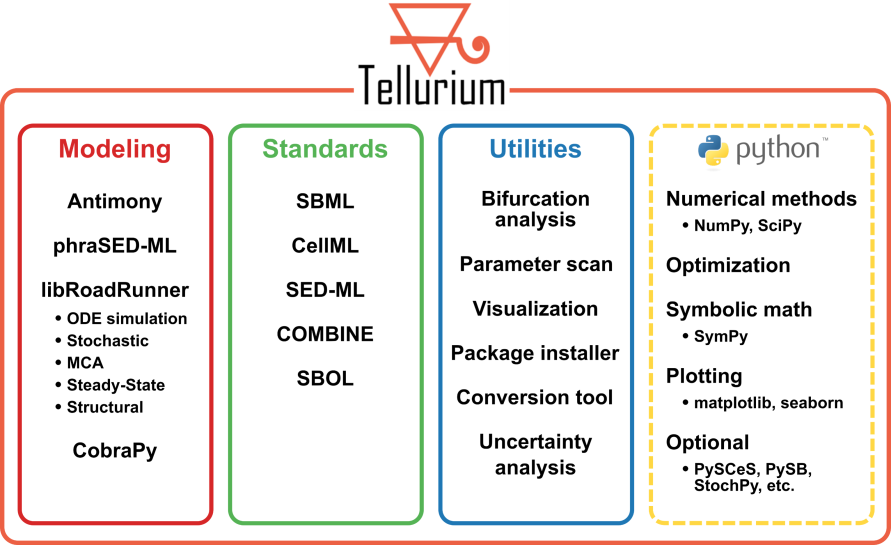 Tellurium
Modeling
Antimony
phraSED-ML
libRoadRunner
• ODE simulation
• Stochastic
• MCA
• Steady-State
• Structural
CobraPy
Standards
SBML
CellML
SED-ML
COMBINE
SBOL
Utilities
Bifurcation
analysis
Parameter scan
Visualization
Package installer
Conversion tool
Uncertainty
analysis
python™
Numerical methods
• NumPy, SciPy
Optimization
Symbolic math
• SymPy
Plotting
• matplotlib, seaborn
Optional
• PySCeS, PySB,
StochPy, etc.